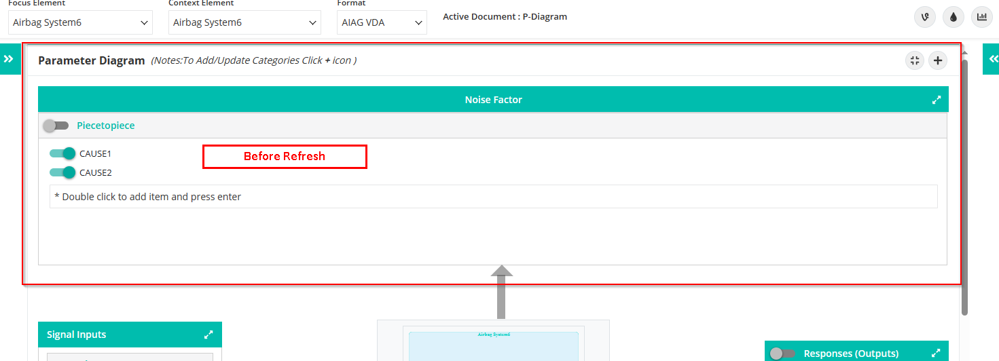 Focus Element
Context Element
Format
Airbag System6
Airbag System6
AIAG VDA
Active Document : P-Diagram
Parameter Diagram (Notes:To Add/Update Categories Click + icon )
Noise Factor
Piecetopiece
CAUSE1
Before Refresh
CAUSE2
* Double click to add item and press enter
Signal Inputs
Airbag System6
Responses (Outputs)